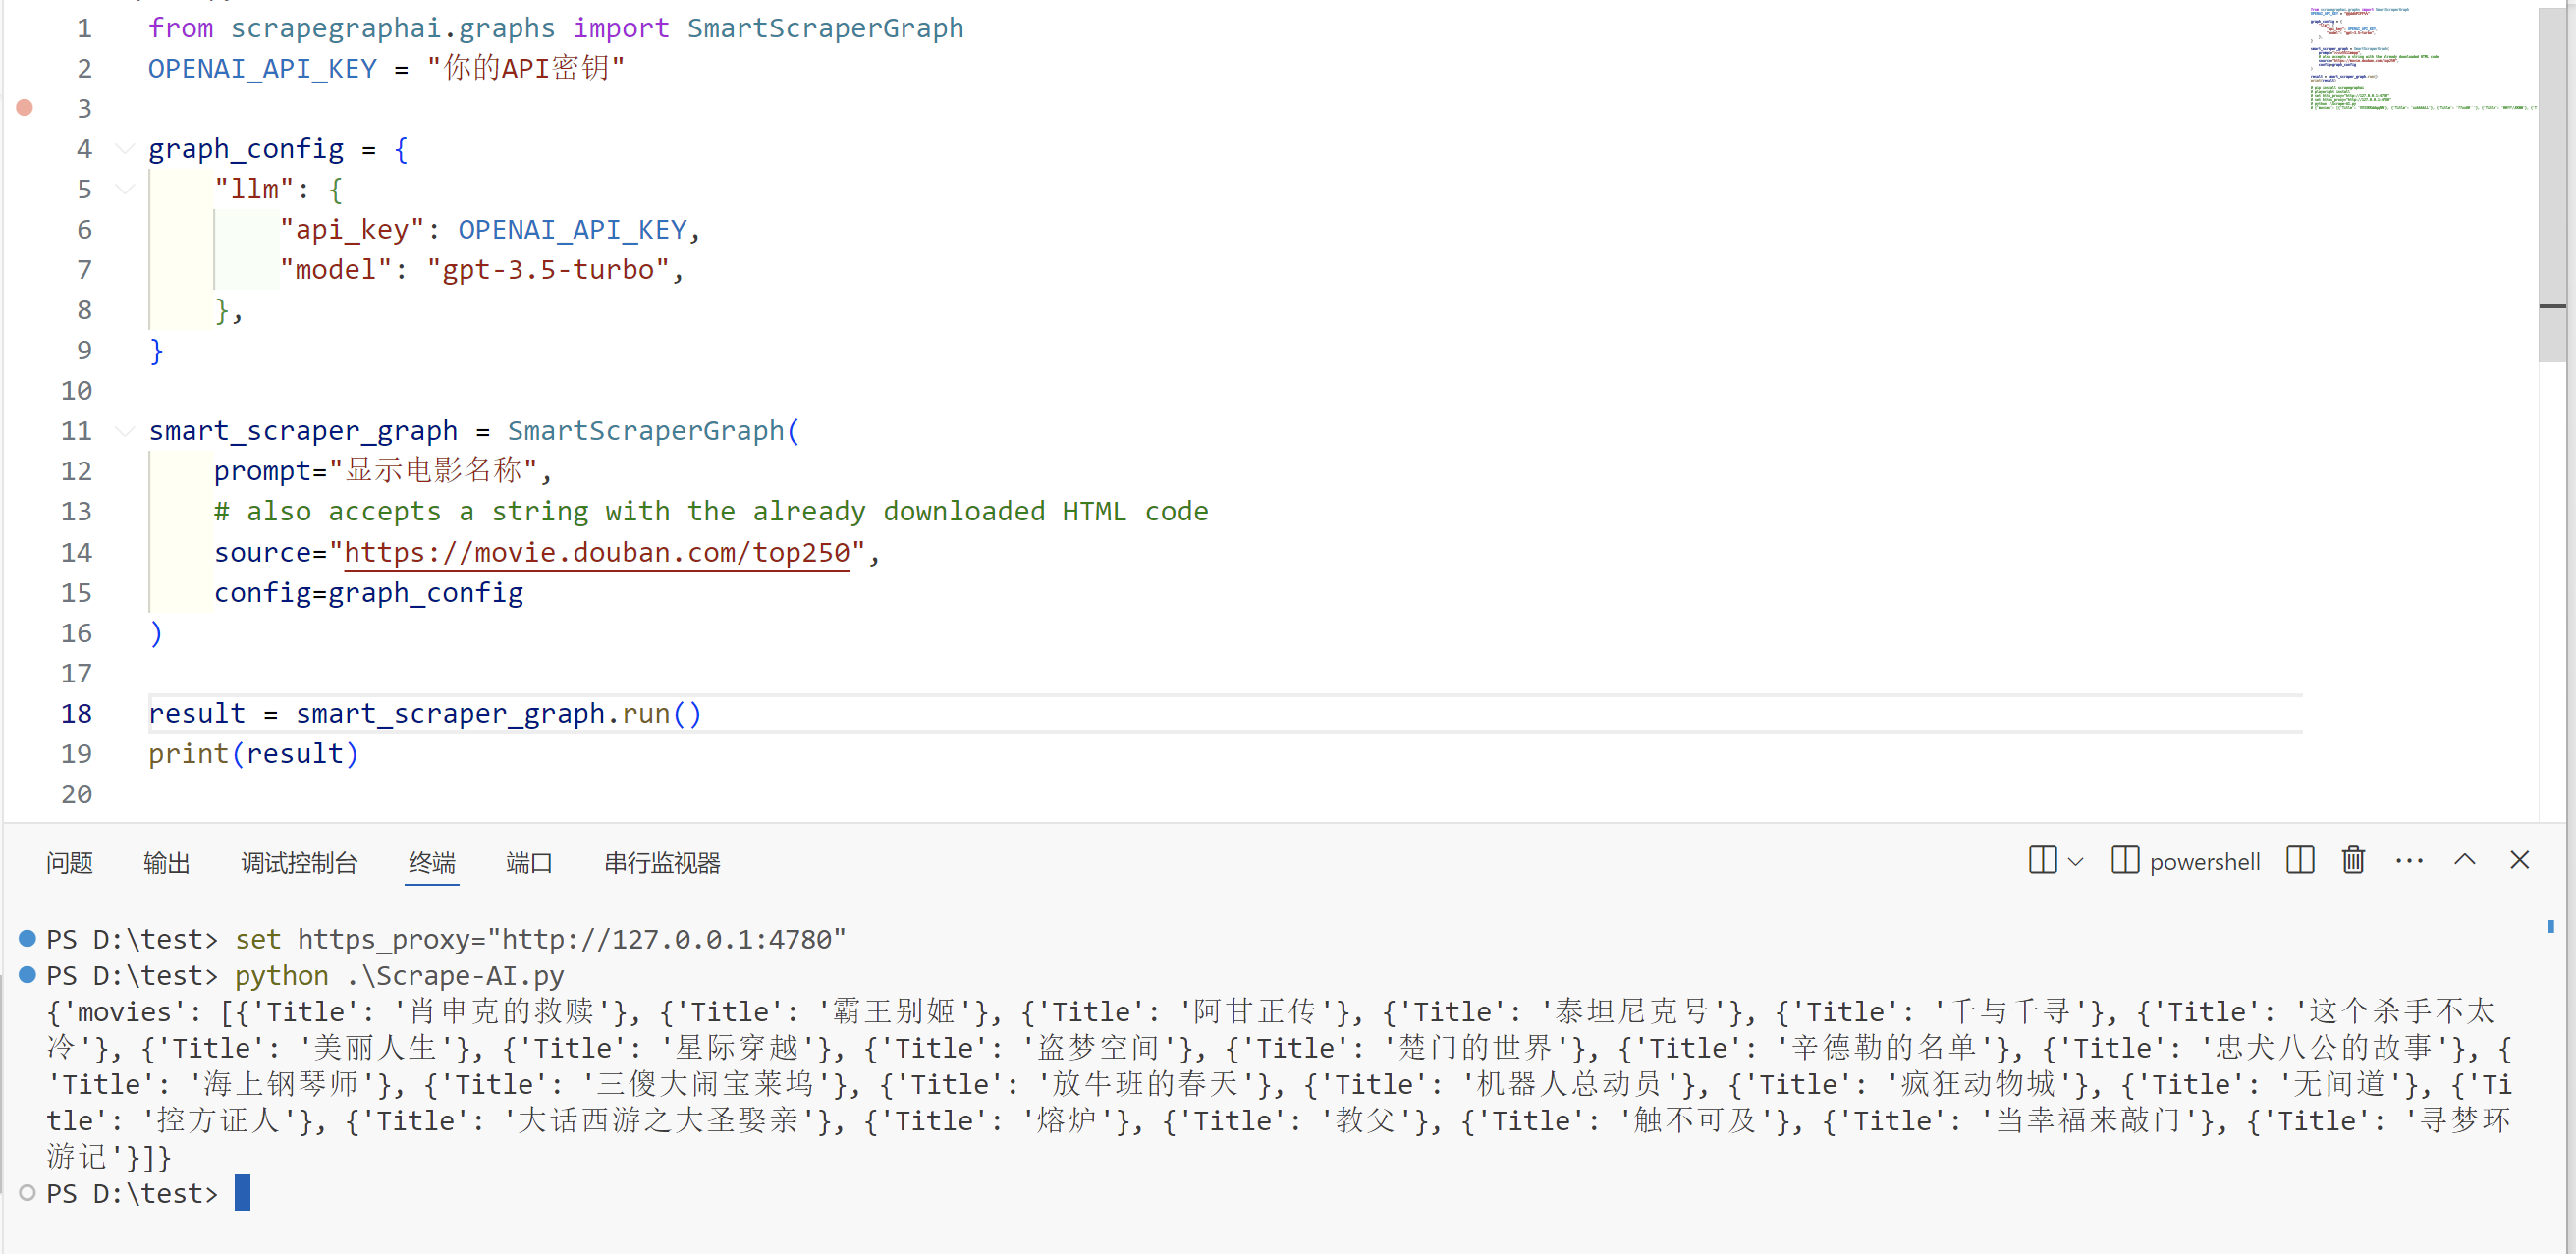 1 from scrapegraphai.graphs import SmartScraperGraph
2 OPENAI_API_KEY = "你的API密钥"
3
4 graph_config = {
5     "llm": {
6         "api_key": OPENAI_API_KEY,
7         "model": "gpt-3.5-turbo",
8     },
9 }
10
11 smart_scraper_graph = SmartScraperGraph(
12     prompt="显示电影名称",
13     # also accepts a string with the already downloaded HTML code
14     source="https://movie.douban.com/top250",
15     config=graph_config
16 )
17
18 result = smart_scraper_graph.run()
19 print(result)
20
问题 输出 调试控制台 终端 端口 串行监视器 powershell
PS D:\test> set https_proxy="http://127.0.0.1:4780"
PS D:\test> python .\Scrape-AI.py
{'movies': [{'Title': '肖申克的救赎'}, {'Title': '霸王别姬'}, {'Title': '阿甘正传'}, {'Title': '泰坦尼克号'}, {'Title': '千与千寻'}, {'Title': '这个杀手不太
冷'}, {'Title': '美丽人生'}, {'Title': '星际穿越'}, {'Title': '盗梦空间'}, {'Title': '楚门的世界'}, {'Title': '辛德勒的名单'}, {'Title': '忠犬八公的故事'}, {
'Title': '海上钢琴师'}, {'Title': '三傻大闹宝莱坞'}, {'Title': '放牛班的春天'}, {'Title': '机器人总动员'}, {'Title': '疯狂动物城'}, {'Title': '无间道'}, {'Ti
tle': '控方证人'}, {'Title': '大话西游之大圣娶亲'}, {'Title': '熔炉'}, {'Title': '教父'}, {'Title': '触不可及'}, {'Title': '当幸福来敲门'}, {'Title': '寻梦环
游记'}]}
PS D:\test>